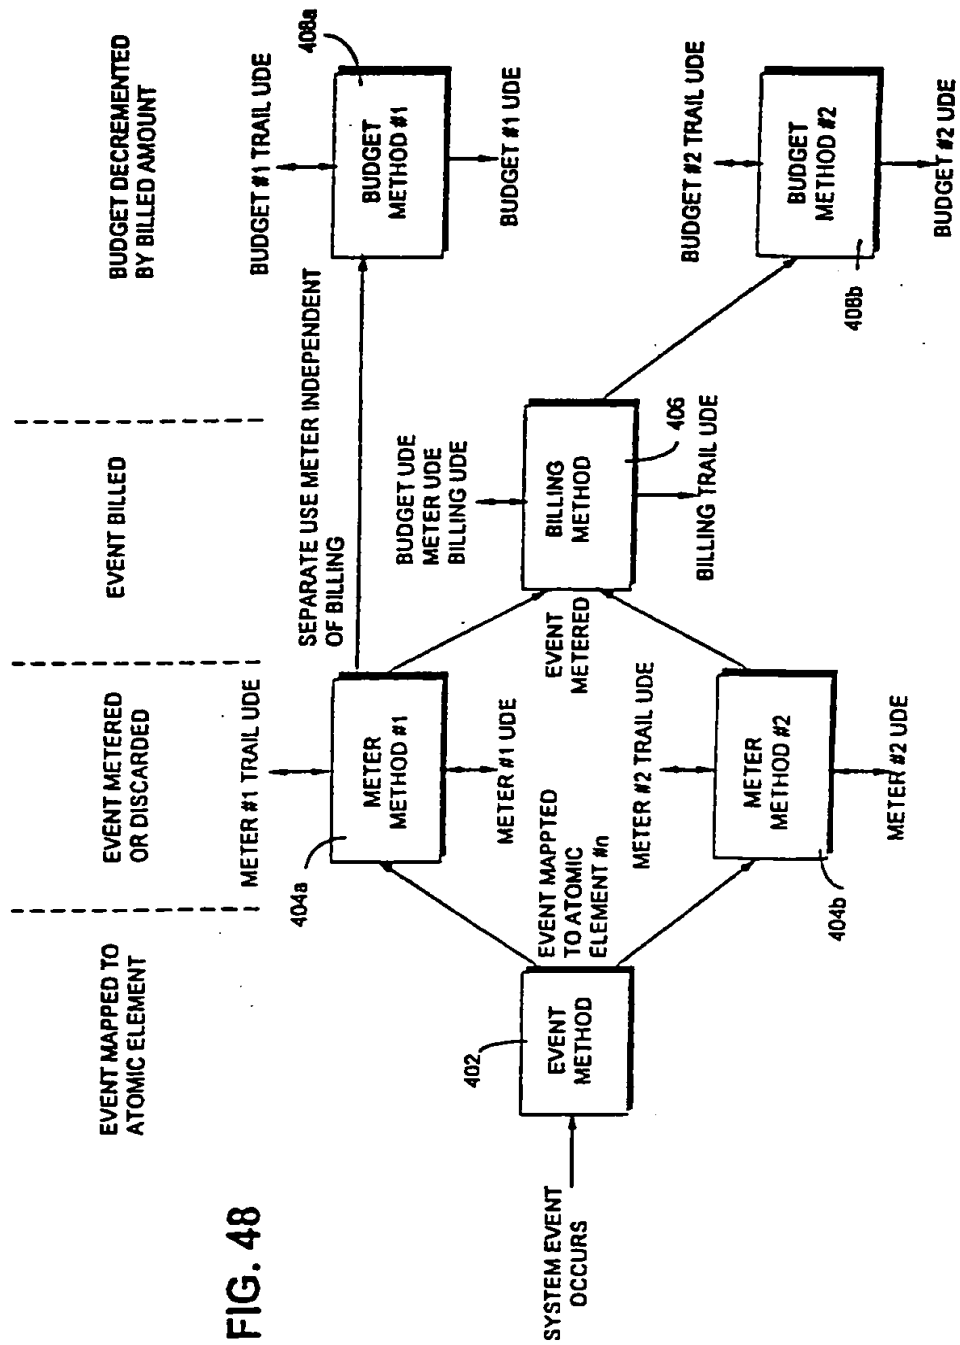 FIG. 48
EVENT MAPPED TO
ATOMIC ELEMENT
EVENT METERED
OR DISCARDED
EVENT BILLED
BUDGET DECREMENTED
BY BILLED AMOUNT
SYSTEM EVENT
OCCURS
402
EVENT
METHOD
EVENT MAPPTED
TO ATOMIC
ELEMENT #n
404a
METER #1 TRAIL UDE
METER
METHOD #1
METER #1 UDE
METER #2 TRAIL UDE
METER
METHOD #2
404b
METER #2 UDE
SEPARATE USE METER INDEPENDENT
OF BILLING
EVENT
METERED
BUDGET UDE
METER UDE
BILLING UDE
BILLING
METHOD
406
BILLING TRAIL UDE
BUDGET #1 TRAIL UDE
408a
BUDGET
METHOD #1
BUDGET #1 UDE
BUDGET #2 TRAIL UDE
BUDGET
METHOD #2
408b
BUDGET #2 UDE